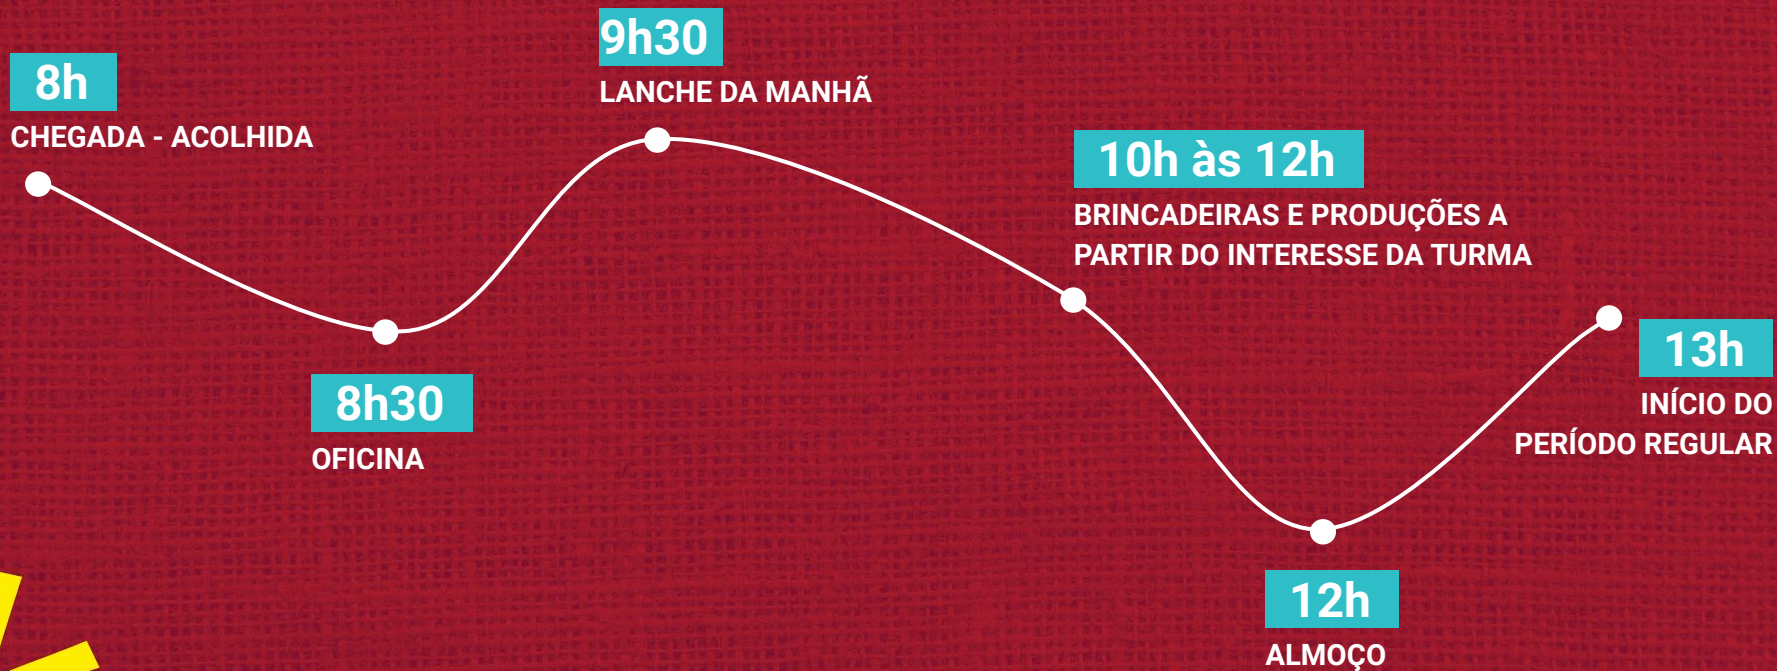 8h
CHEGADA - ACOLHIDA
8h30
OFICINA
9h30
LANCHE DA MANHÃ
10h às 12h
BRINCADEIRAS E PRODUÇÕES A
PARTIR DO INTERESSE DA TURMA
12h
ALMOÇO
13h
INÍCIO DO
PERÍODO REGULAR